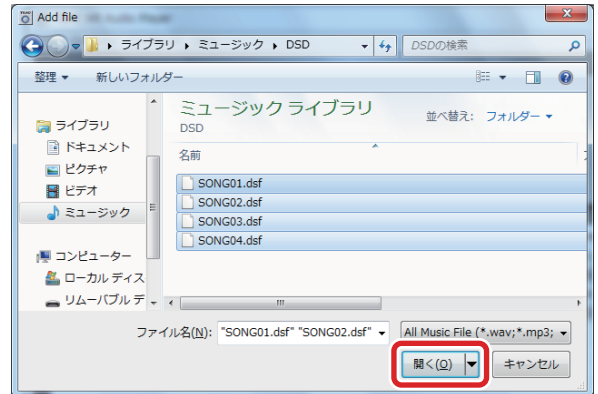 Add file
ライブラリ ▸ ミュージック ▸ DSD
DSDの検索
整理 ▼ 新しいフォルダー
ライブラリ
ドキュメント
ピクチャ
ビデオ
ミュージック
コンピューター
ローカル ディス
リムーバブル デ
ミュージック ライブラリ
DSD
並べ替え: フォルダー ▼
名前
SONG01.dsf
SONG02.dsf
SONG03.dsf
SONG04.dsf
ファイル名(N): "SONG01.dsf" "SONG02.dsf"
All Music File (*.wav;*.mp3;
開く(O)
キャンセル